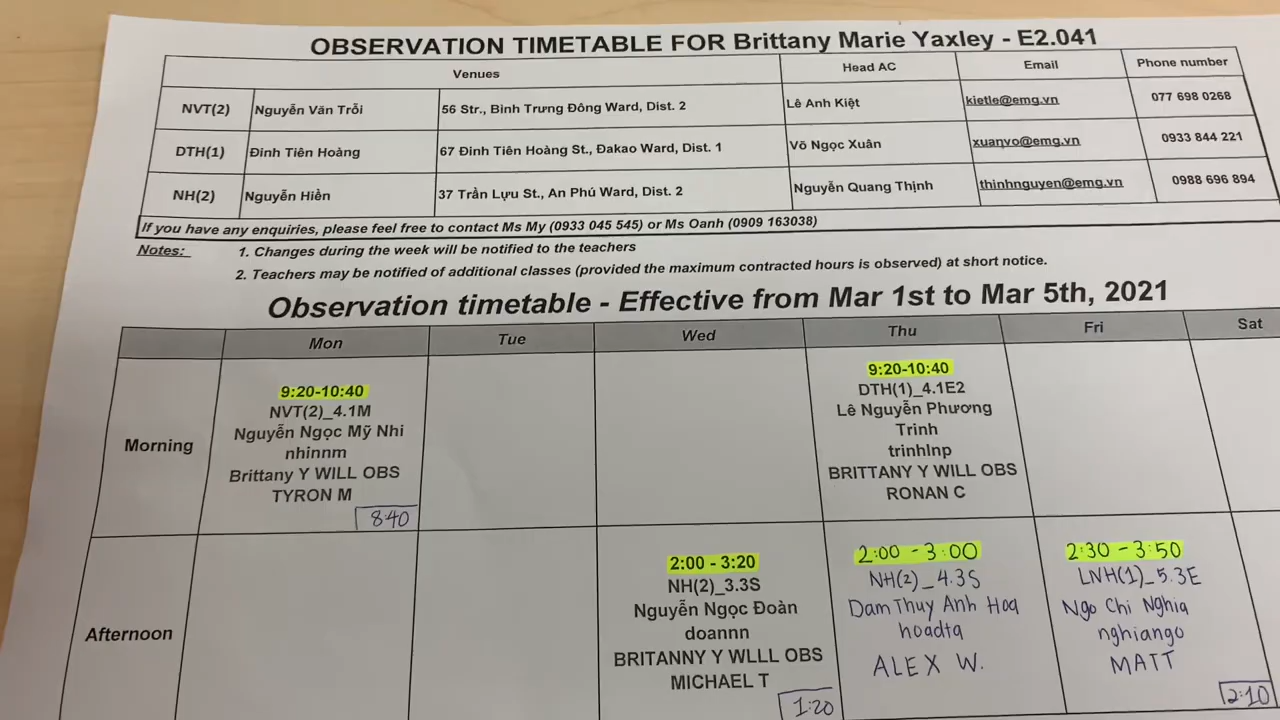 OBSERVATION TIMETABLE FOR Brittany Marie Yaxley - E2.041
Venues Head AC Email Phone number
NVT(2) Nguyễn Văn Trỗi 56 Str., Bình Trưng Đông Ward, Dist. 2 Lê Anh Kiệt kietle@emg.vn 077 698 0268
DTH(1) Đinh Tiên Hoàng 67 Đinh Tiên Hoàng St., Đakao Ward, Dist. 1 Võ Ngọc Xuân xuanvo@emg.vn 0933 844 221
NH(2) Nguyễn Hiền 37 Trần Lựu St., An Phú Ward, Dist. 2 Nguyễn Quang Thịnh thinhnguyen@emg.vn 0988 696 894
If you have any enquiries, please feel free to contact Ms My (0933 045 545) or Ms Oanh (0909 163038)
Notes: 1. Changes during the week will be notified to the teachers
2. Teachers may be notified of additional classes (provided the maximum contracted hours is observed) at short notice.
Observation timetable - Effective from Mar 1st to Mar 5th, 2021
Mon Tue Wed Thu Fri Sat
Morning
9:20-10:40
NVT(2)_4.1M
Nguyễn Ngọc Mỹ Nhi
nhinnm
Brittany Y WILL OBS
TYRON M
8:40
9:20-10:40
DTH(1)_4.1E2
Lê Nguyễn Phương
Trinh
trinhlnp
BRITTANY Y WILL OBS
RONAN C
Afternoon
2:00 - 3:20
NH(2)_3.3S
Nguyễn Ngọc Đoàn
doannn
BRITANNY Y WLLL OBS
MICHAEL T
1:20
2:00 - 3:00
NH(2)_4.3S
Dam Thuy Anh Hoa
hoadta
ALEX W.
2:30 - 3:50
LNH(1)_5.3E
Ngo Chi Nghia
nghiango
MATT
2:10